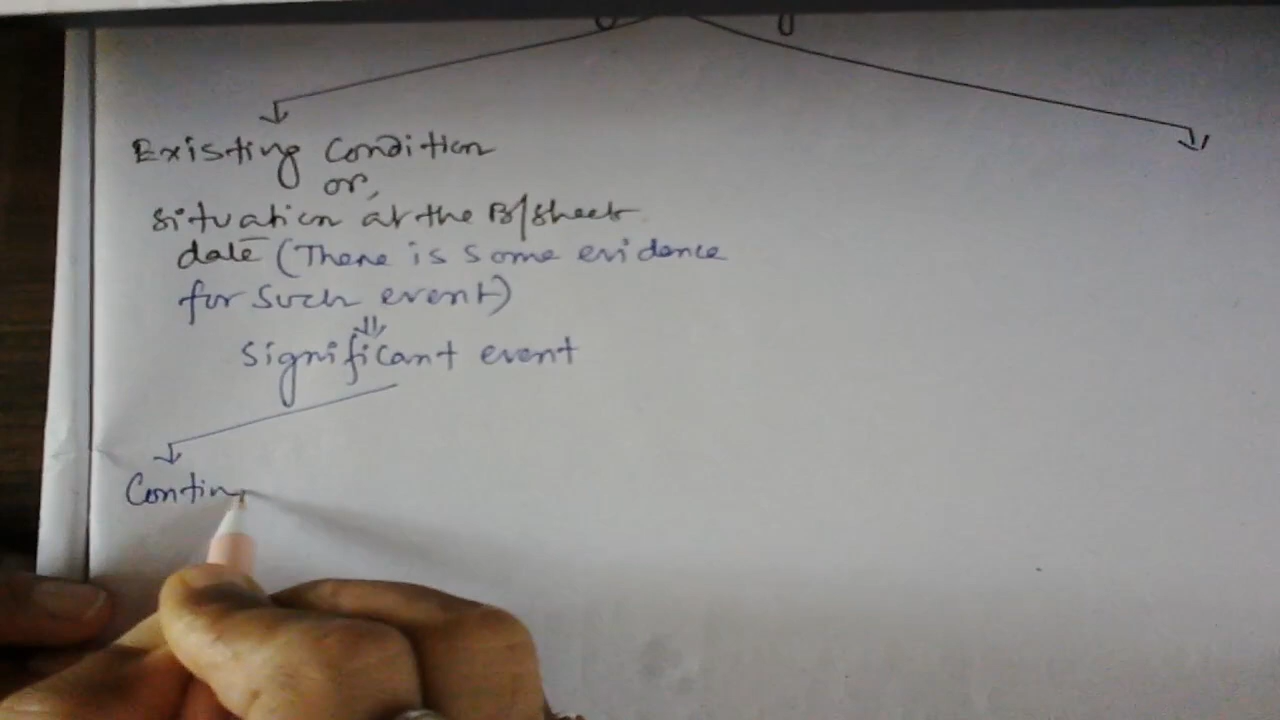 Existing Condition
or,
situation at the B/sheet
date (There is some evidence
for such event)
Significant event
Contin